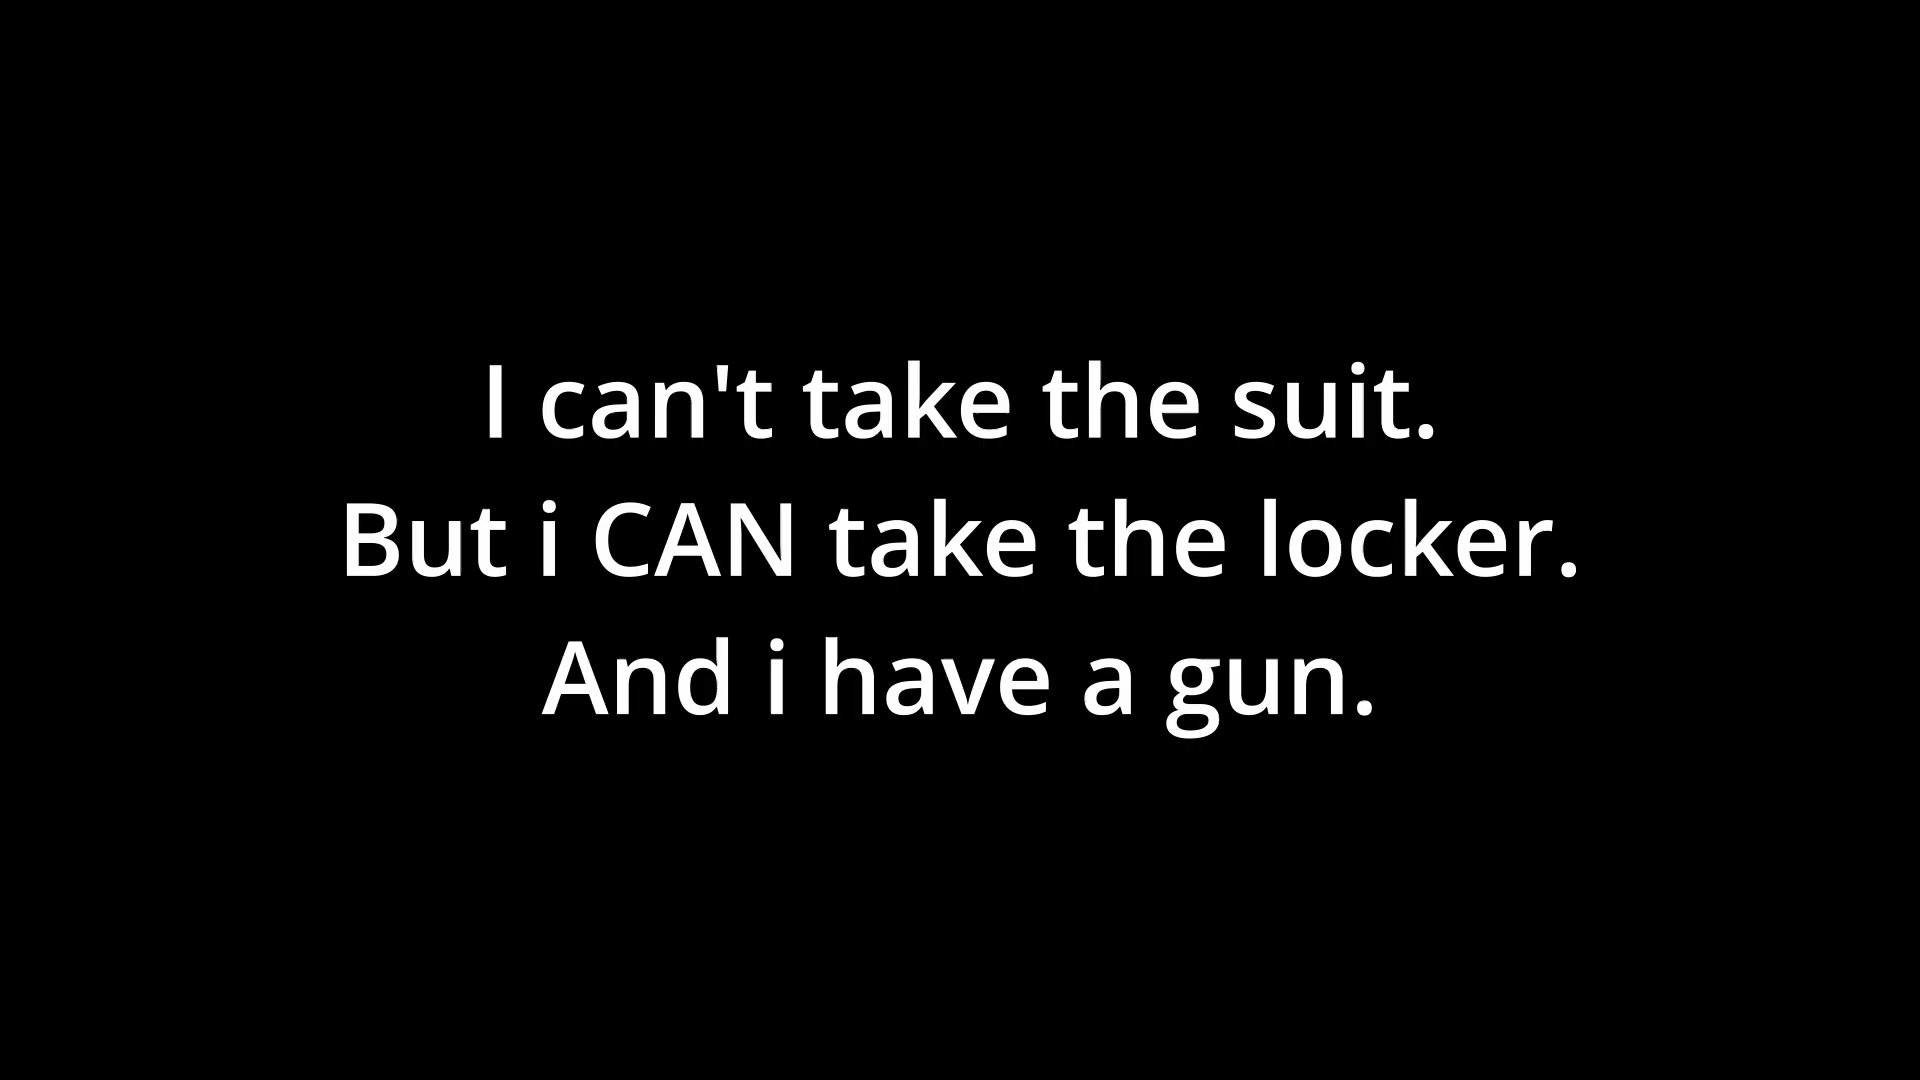 I can't take the suit.
But i CAN take the locker.
And i have a gun.